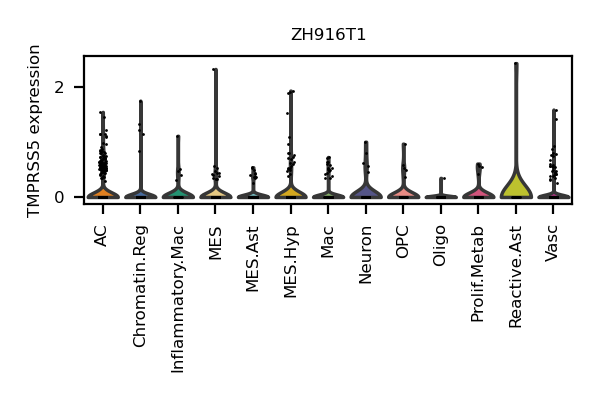 ZH916T1
TMPRSS5 expression
2
0
AC
Chromatin.Reg
Inflammatory.Mac
MES
MES.Ast
MES.Hyp
Mac
Neuron
OPC
Oligo
Prolif.Metab
Reactive.Ast
Vasc